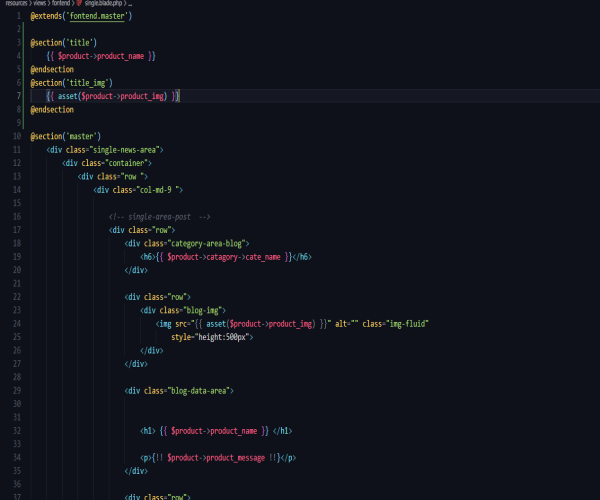 resources > views > fontend > single.blade.php > ...
1 @extends('fontend.master')
2
3 @section('title')
4 {{ $product->product_name }}
5 @endsection
6 @section('title_img')
7 {{ asset($product->product_img) }}
8 @endsection
9
10 @section('master')
11 <div class="single-news-area">
12 <div class="container">
13 <div class="row ">
14 <div class="col-md-9 ">
15
16 <!-- single-area-post  -->
17 <div class="row">
18 <div class="category-area-blog">
19 <h6>{{ $product->catagory->cate_name }}</h6>
20 </div>
21
22 <div class="row">
23 <div class="blog-img">
24 <img src="{{ asset($product->product_img) }}" alt="" class="img-fluid"
25 style="height:500px">
26 </div>
27 </div>
28
29 <div class="blog-data-area">
30
31
32 <h1> {{ $product->product_name }} </h1>
33
34 <p>{!! $product->product_message !!}</p>
35 </div>
36
37 <div class="row">